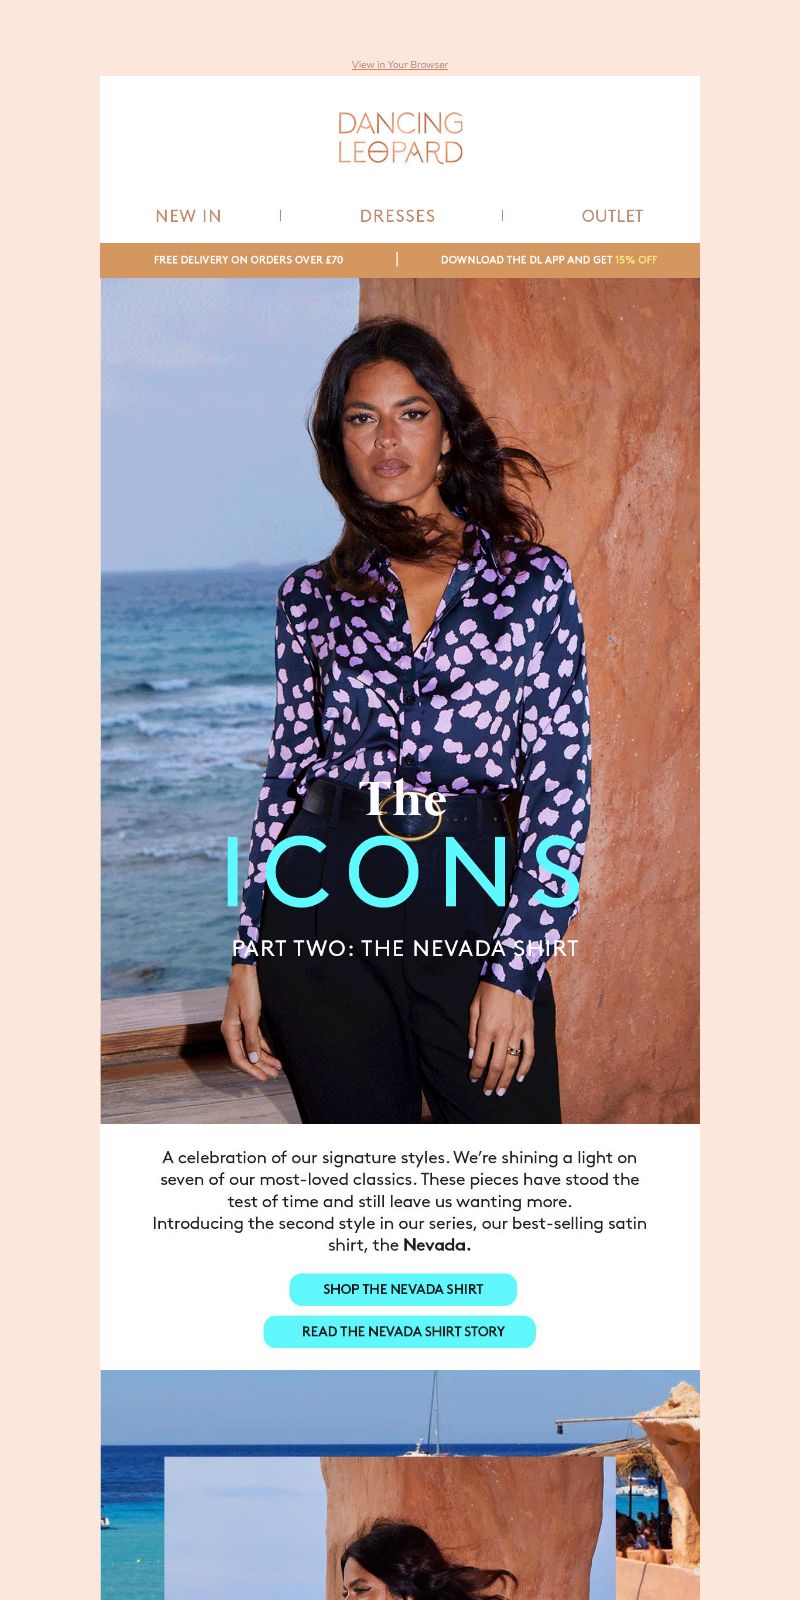 View in Your Browser
DANCING
LEOPARD
NEW IN | DRESSES | OUTLET
FREE DELIVERY ON ORDERS OVER £70 | DOWNLOAD THE DL APP AND GET 15% OFF
The
ICONS
PART TWO: THE NEVADA SHIRT
A celebration of our signature styles. We’re shining a light on
seven of our most-loved classics. These pieces have stood the
test of time and still leave us wanting more.
Introducing the second style in our series, our best-selling satin
shirt, the Nevada.
SHOP THE NEVADA SHIRT
READ THE NEVADA SHIRT STORY